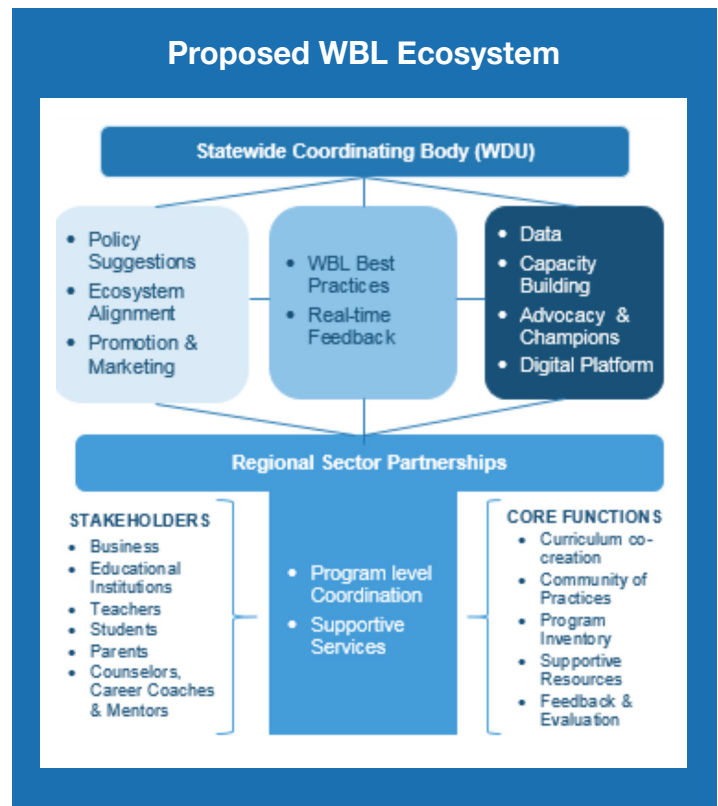 Proposed WBL Ecosystem
Statewide Coordinating Body (WDU)
• Policy
Suggestions
• Ecosystem
Alignment
• Promotion &
Marketing
• WBL Best
Practices
• Real-time
Feedback
• Data
• Capacity
Building
• Advocacy &
Champions
• Digital Platform
Regional Sector Partnerships
STAKEHOLDERS
• Business
• Educational
Institutions
• Teachers
• Students
• Parents
• Counselors,
Career Coaches
& Mentors
• Program level
Coordination
• Supportive
Services
CORE FUNCTIONS
• Curriculum co-
creation
• Community of
Practices
• Program
Inventory
• Supportive
Resources
• Feedback &
Evaluation